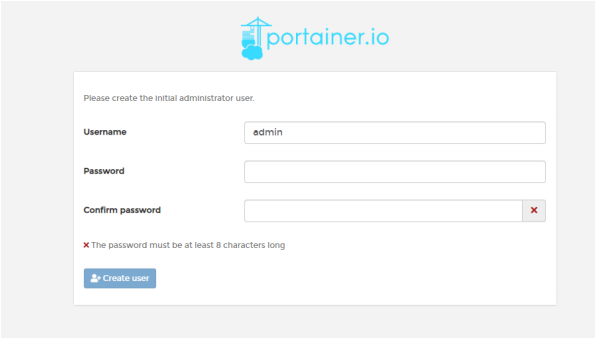 portainer.io
Please create the initial administrator user.
Username
admin
Password
Confirm password
The password must be at least 8 characters long
Create user